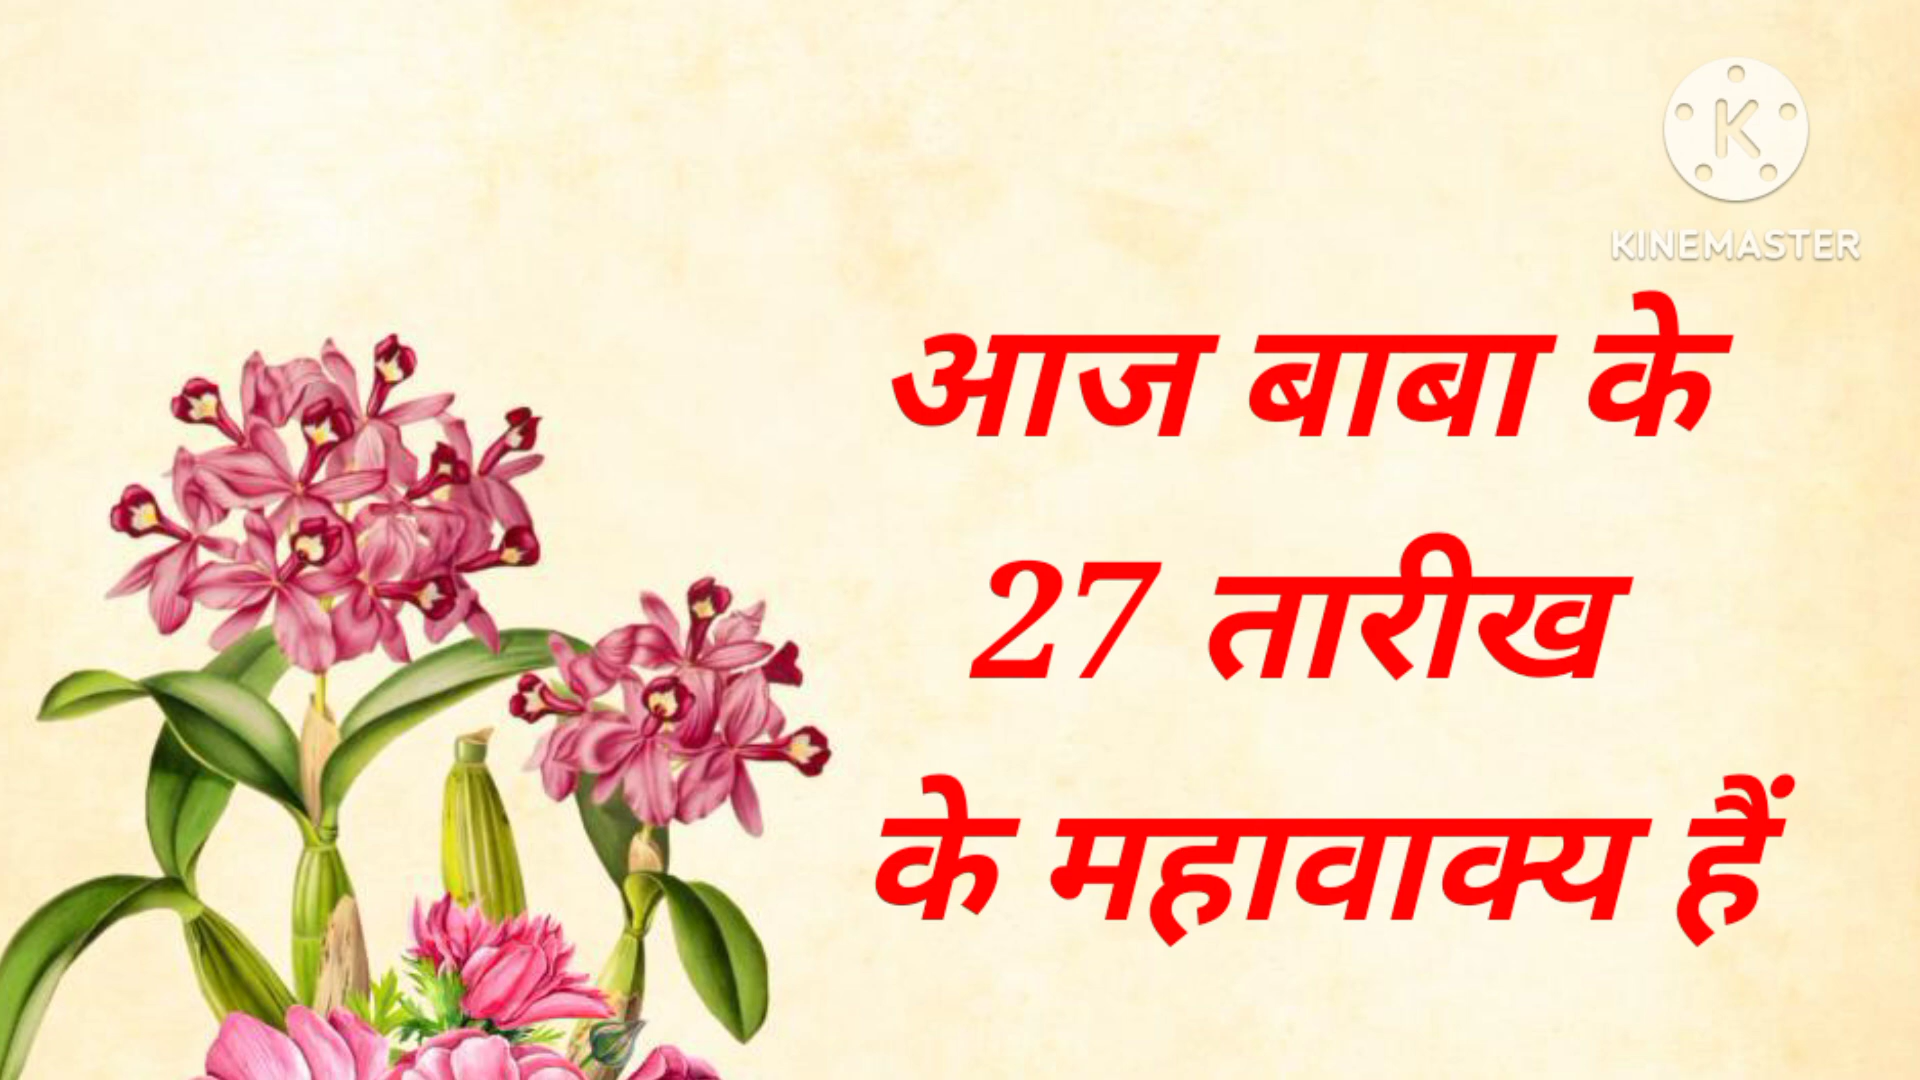 KINEMASTER
आज बाबा के
27 तारीख
के महावाक्य हैं